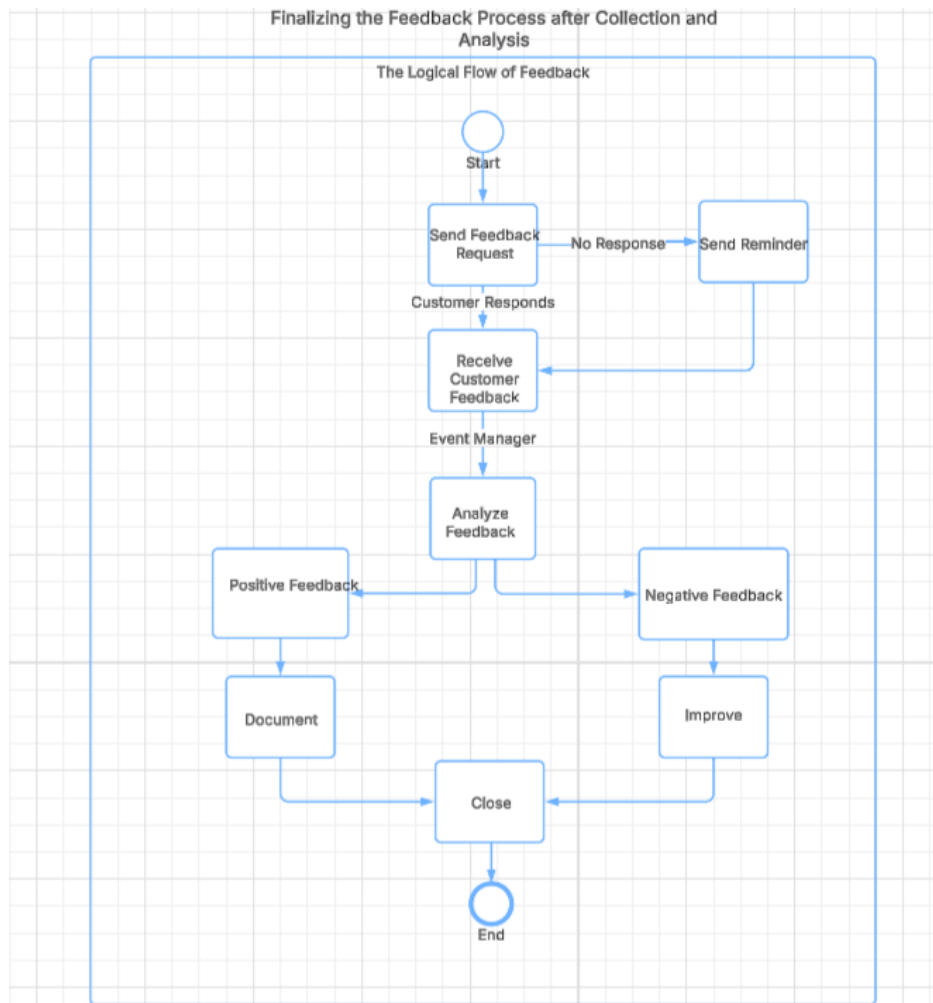 Finalizing the Feedback Process after Collection and
Analysis
The Logical Flow of Feedback
Start
Send Feedback
Request
No Response
Send Reminder
Customer Responds
Receive
Customer
Feedback
Event Manager
Analyze
Feedback
Positive Feedback
Negative Feedback
Document
Improve
Close
End